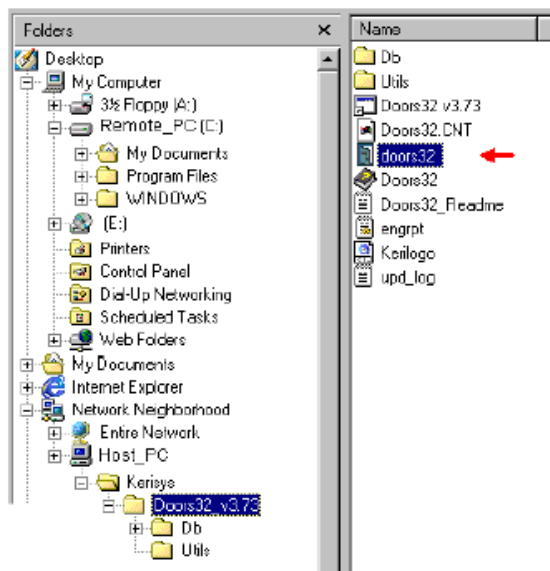 Folders
Desktop
My Computer
3½ Floppy (A:)
Remote_PC (C:)
My Documents
Program Files
WINDOWS
(E:)
Printers
Control Panel
Dial-Up Networking
Scheduled Tasks
Web Folders
My Documents
Internet Explorer
Network Neighborhood
Entire Network
Host_PC
Kerisys
Doors32_v3.73
Db
Utils
Name
Db
Utils
Doors32 v3.73
Doors32.CNT
doors32
Doors32
Doors32_Readme
engrpt
Kerilogo
upd_log